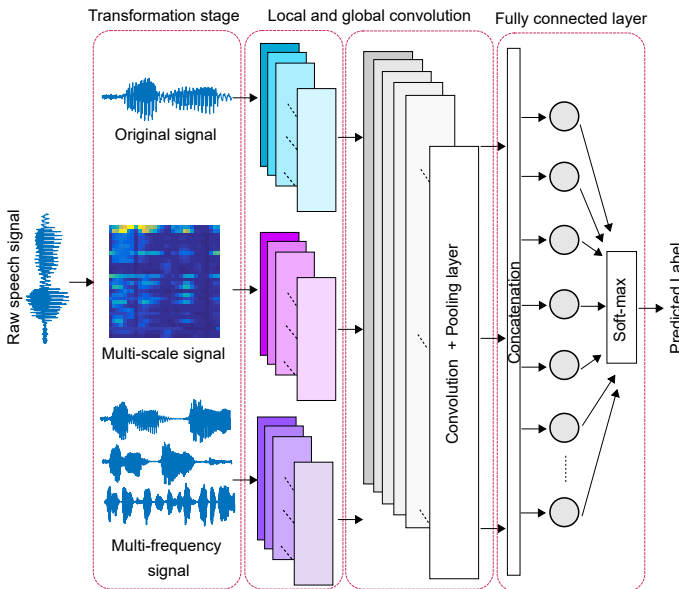 Transformation stage
Local and global convolution
Fully connected layer
Raw speech signal
Original signal
Multi-scale signal
Multi-frequency
signal
Convolution + Pooling layer
Concatenation
Soft-max
Predicted Label